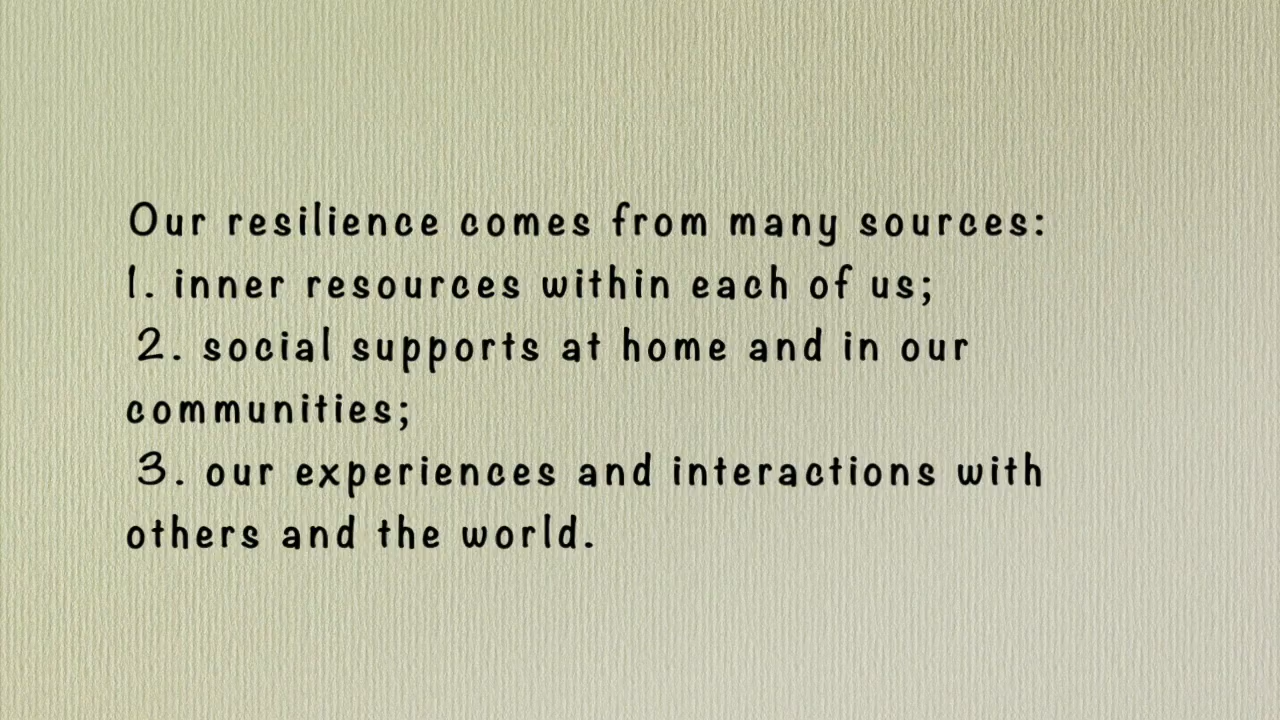 Our resilience comes from many sources:
1. inner resources within each of us;
2. social supports at home and in our
communities;
3. our experiences and interactions with
others and the world.